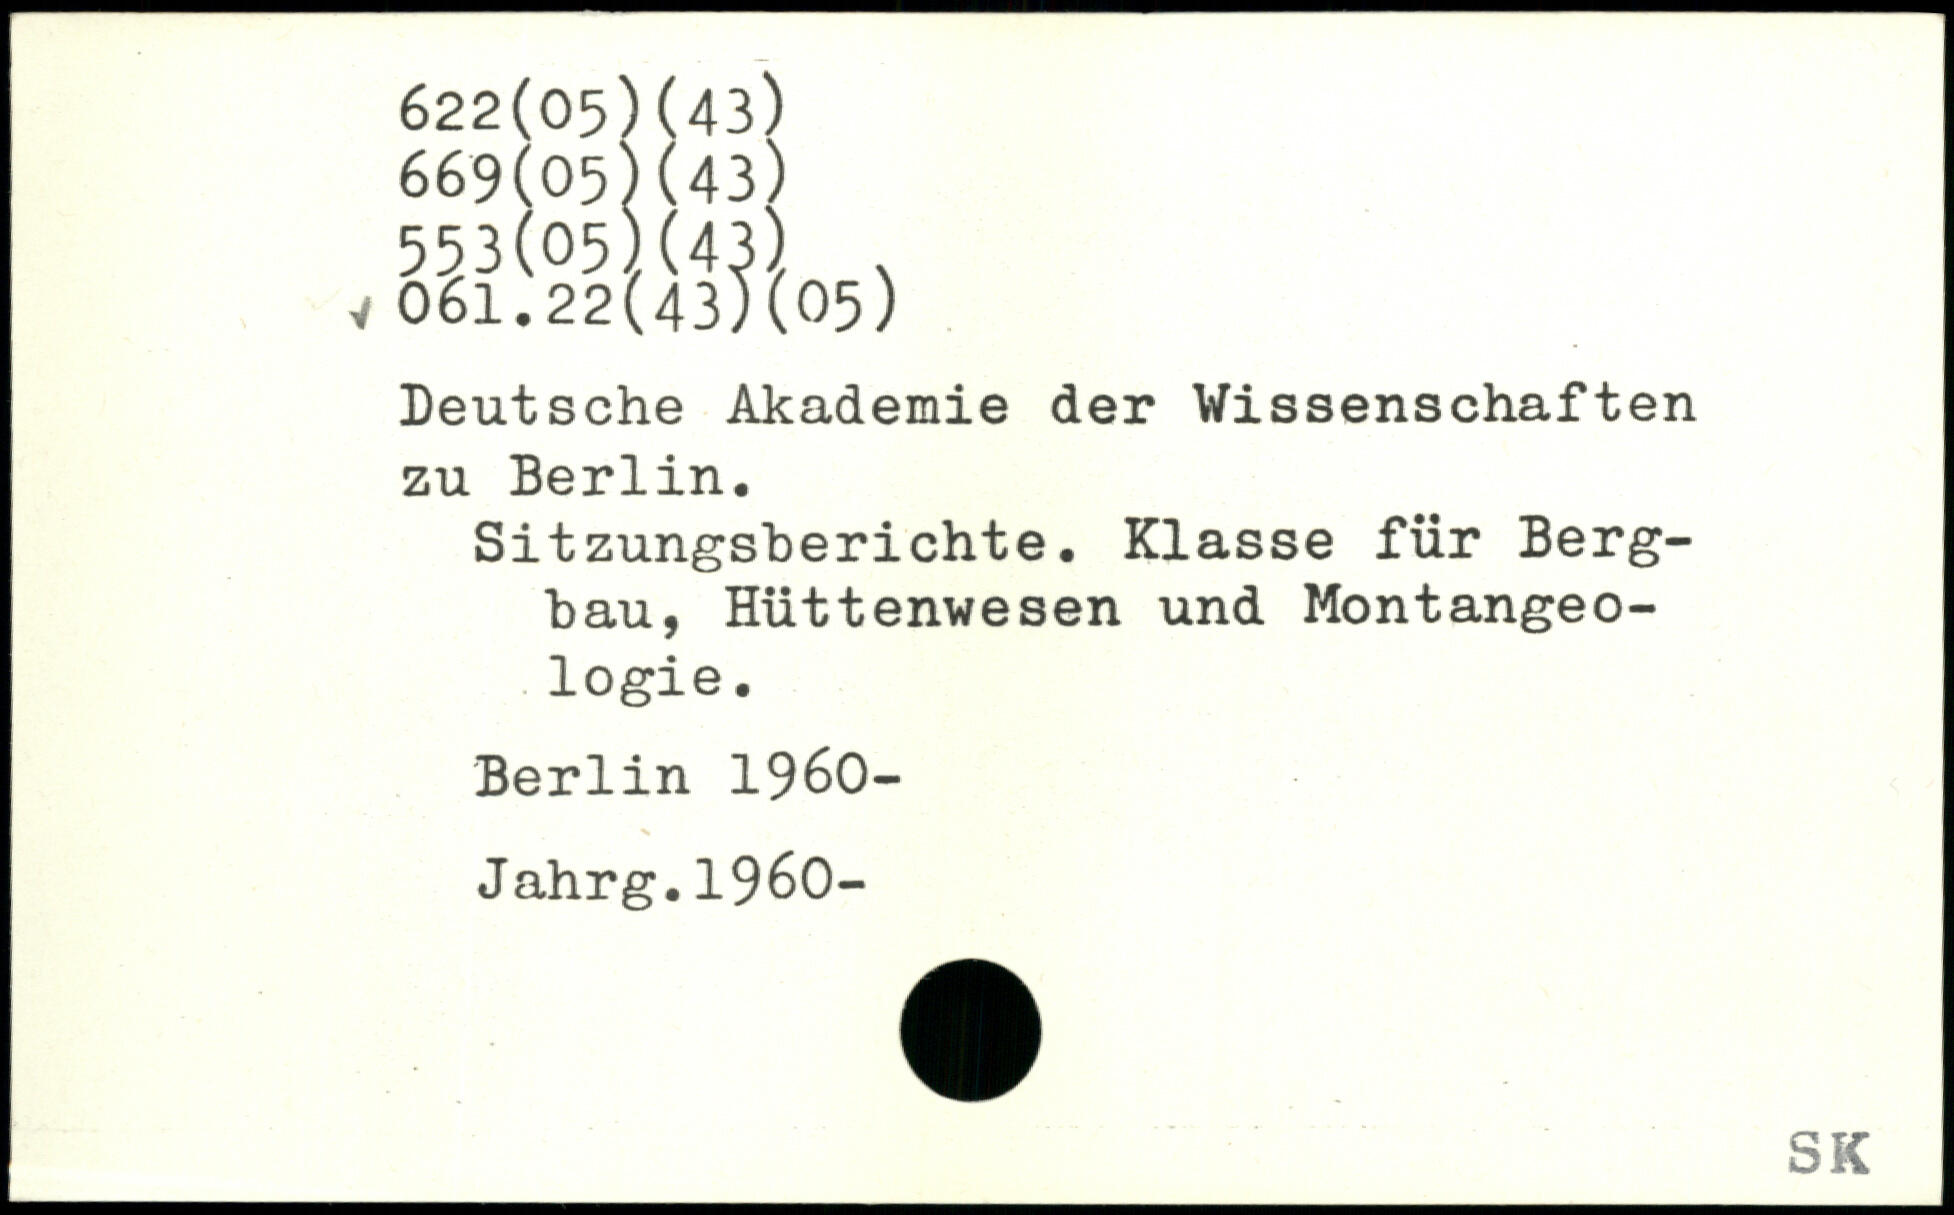 622(05)(43)
669(05)(43)
553(05)(43)
✓ 061.22(43)(05)
Deutsche Akademie der Wissenschaften
zu Berlin.
Sitzungsberichte. Klasse für Berg-
bau, Hüttenwesen und Montangeo-
logie.
Berlin 1960-
Jahrg.1960-
SK